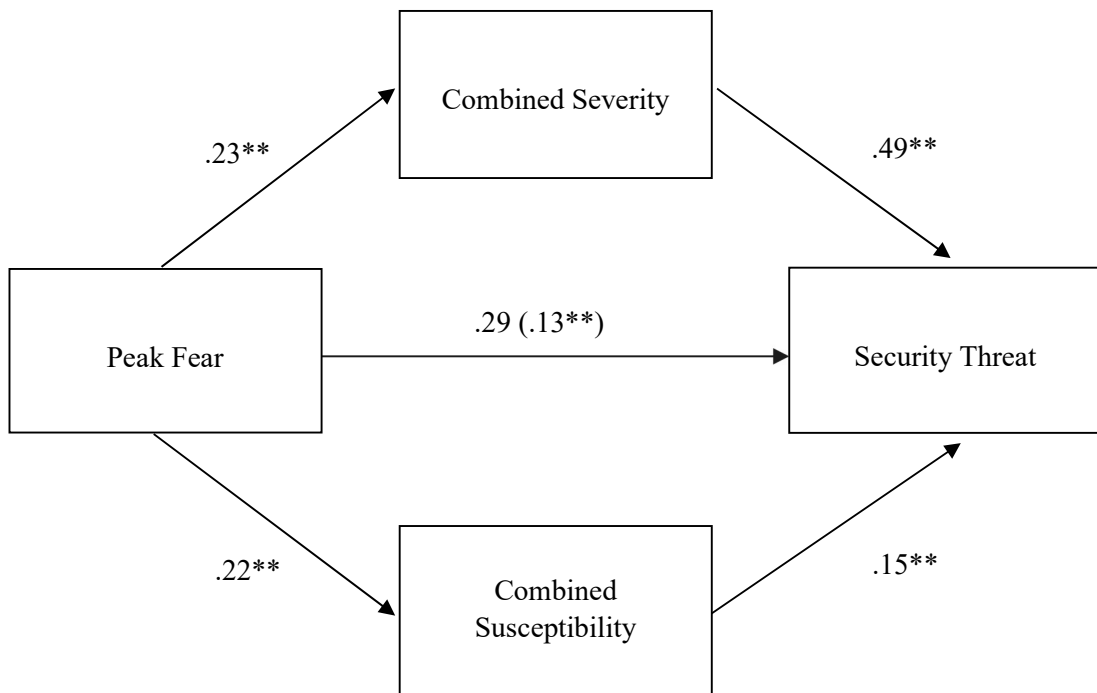 Combined Severity
.23**
.49**
.29 (.13**)
Peak Fear
Security Threat
.22**
.15**
Combined
Susceptibility